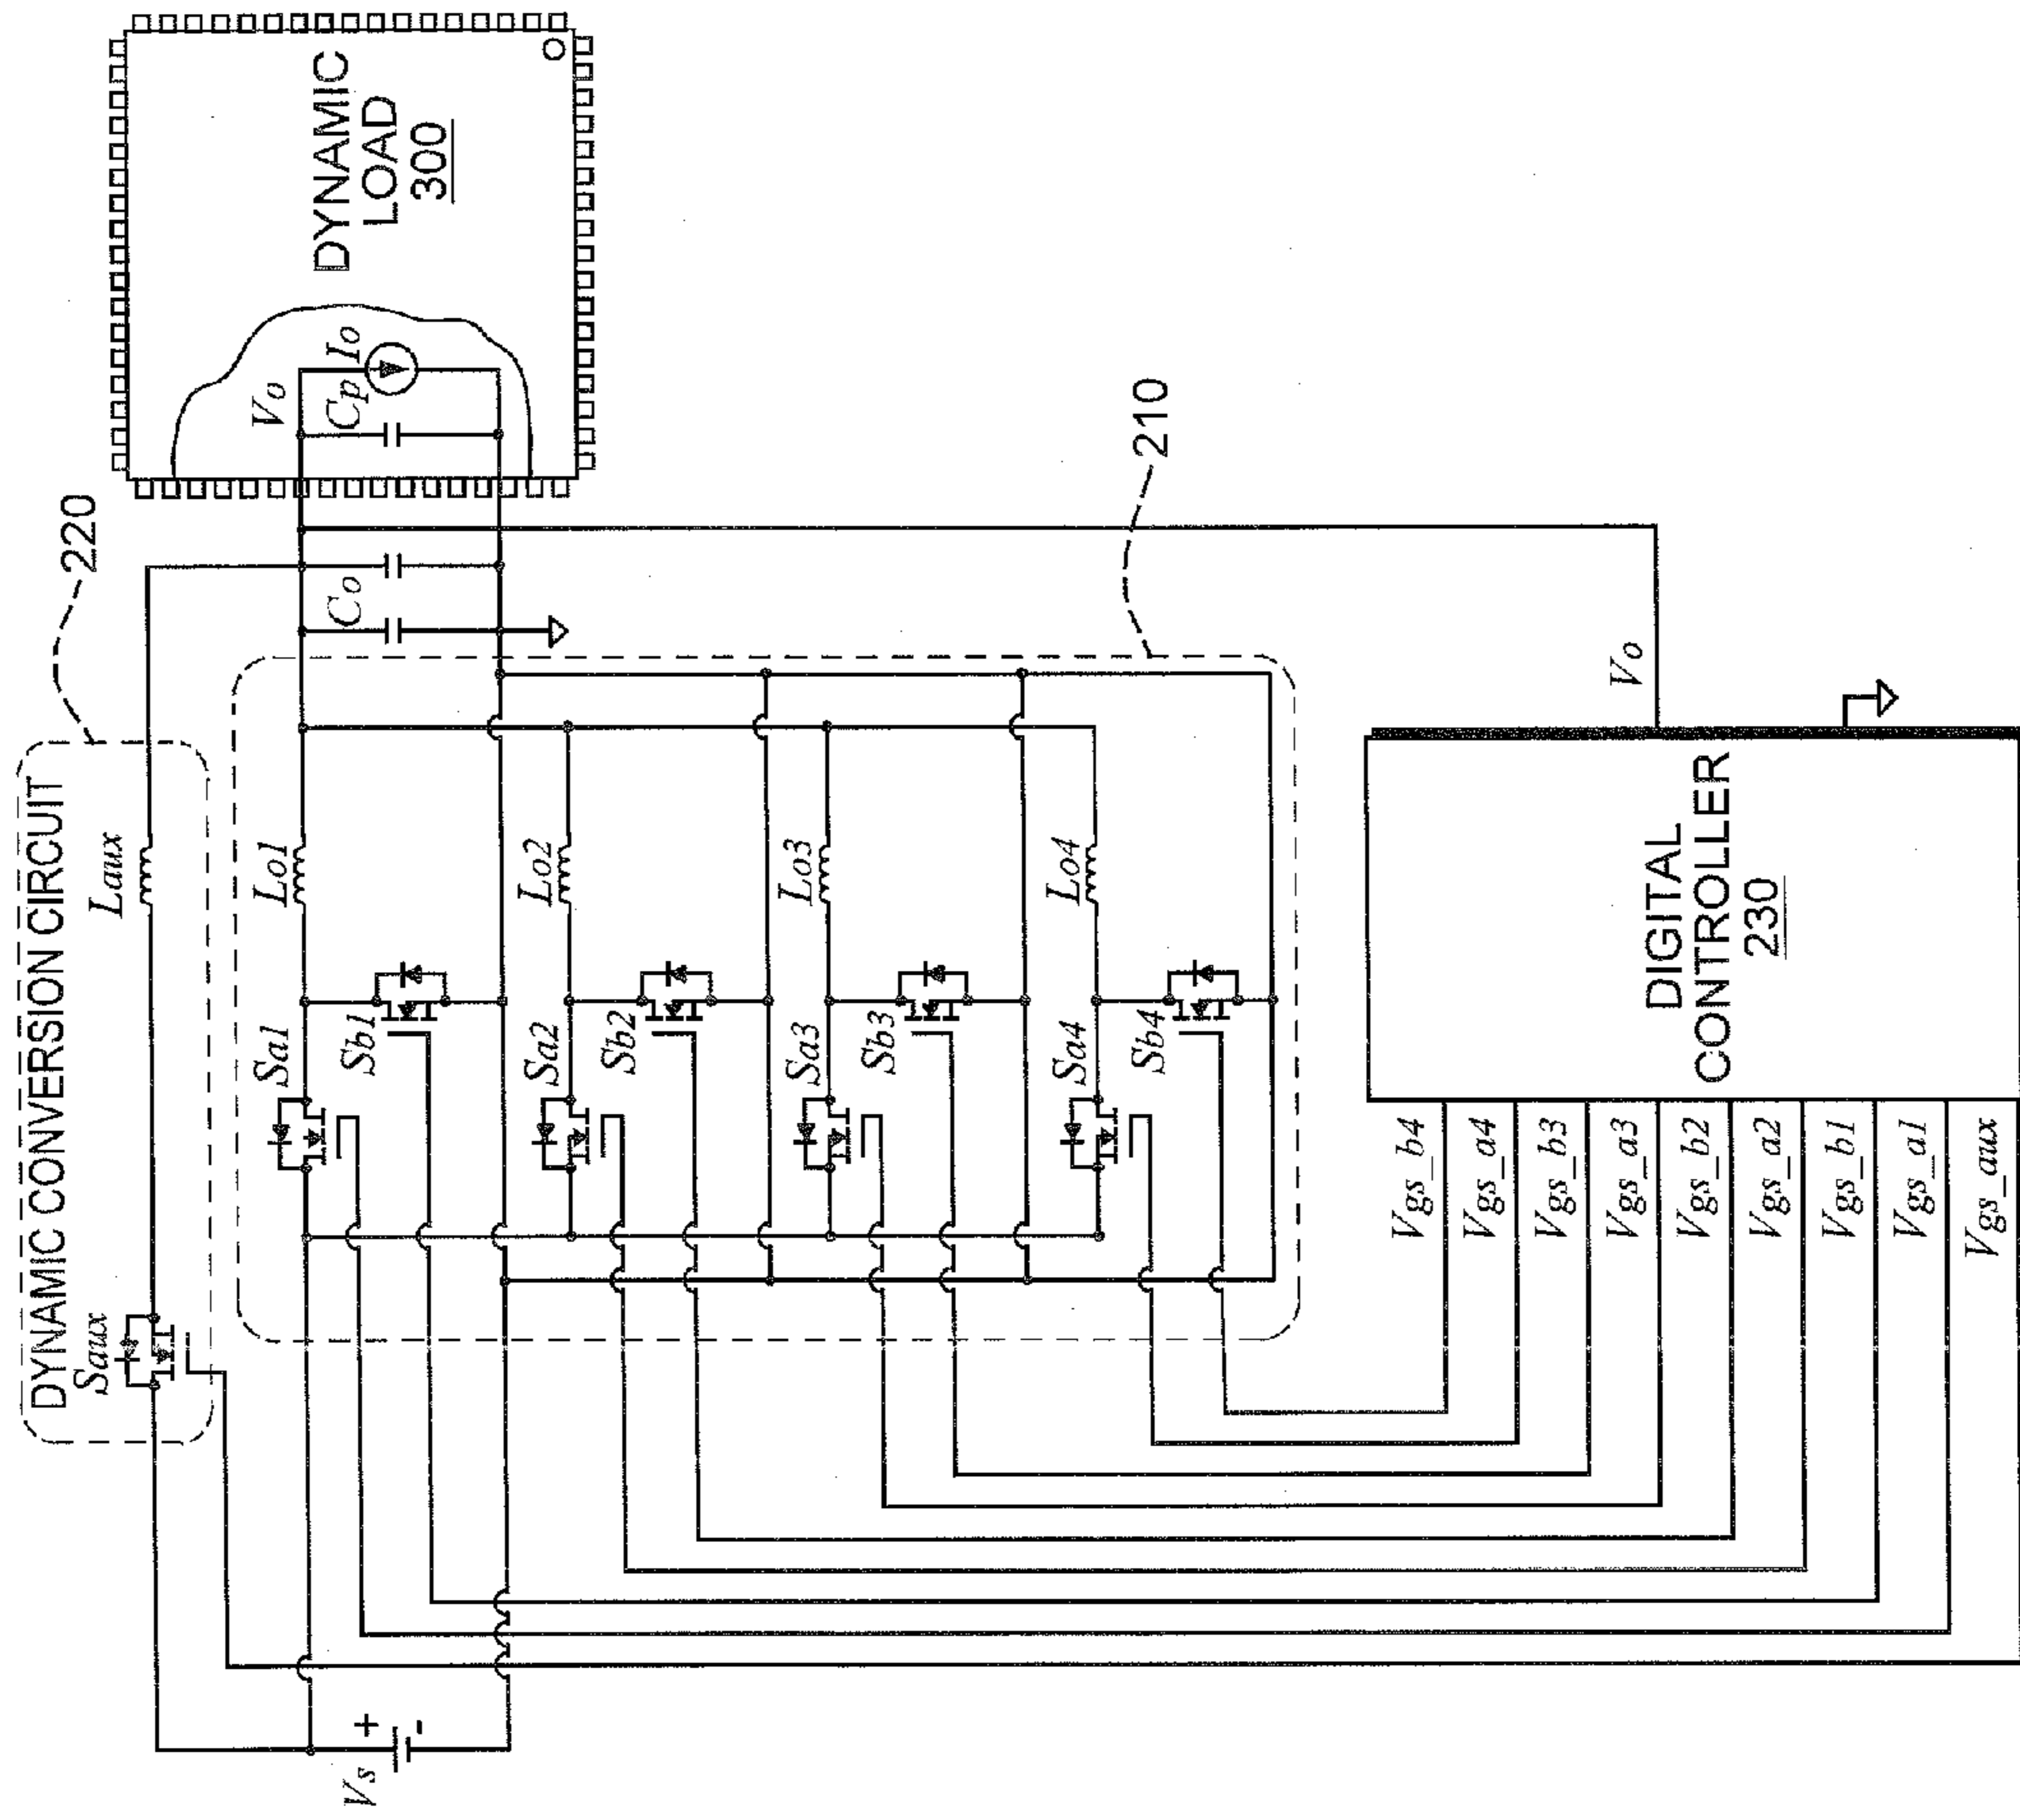 DYNAMIC CONVERSION CIRCUIT
220
Saux
Laux
Vs
+
-
Sa1
Sb1
Lo1
Sa2
Sb2
Lo2
Sa3
Sb3
Lo3
Sa4
Sb4
Lo4
210
Co
Vo
Cp
Io
DYNAMIC
LOAD
300
Vo
DIGITAL
CONTROLLER
230
Vgs_b4
Vgs_a4
Vgs_b3
Vgs_a3
Vgs_b2
Vgs_a2
Vgs_b1
Vgs_a1
Vgs_aux